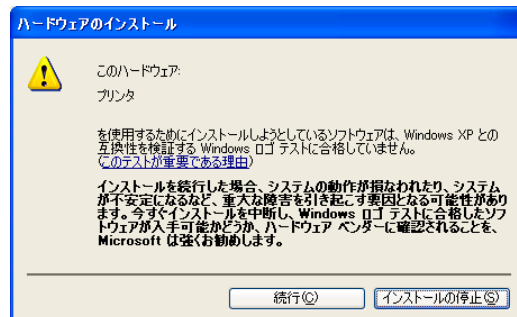 ハードウェアのインストール
このハードウェア:
プリンタ
を使用するためにインストールしようとしているソフトウェアは、Windows XP との
互換性を検証する Windows ロゴ テストに合格していません。
(このテストが重要である理由)
インストールを続行した場合、システムの動作が損なわれたり、システム
が不安定になるなど、重大な障害を引き起こす要因となる可能性があり
ます。今すぐインストールを中断し、Windows ロゴ テストに合格したソフ
トウェアが入手可能かどうか、ハードウェア ベンダーに確認されることを、
Microsoft は強くお勧めします。
続行(C)
インストールの停止(S)